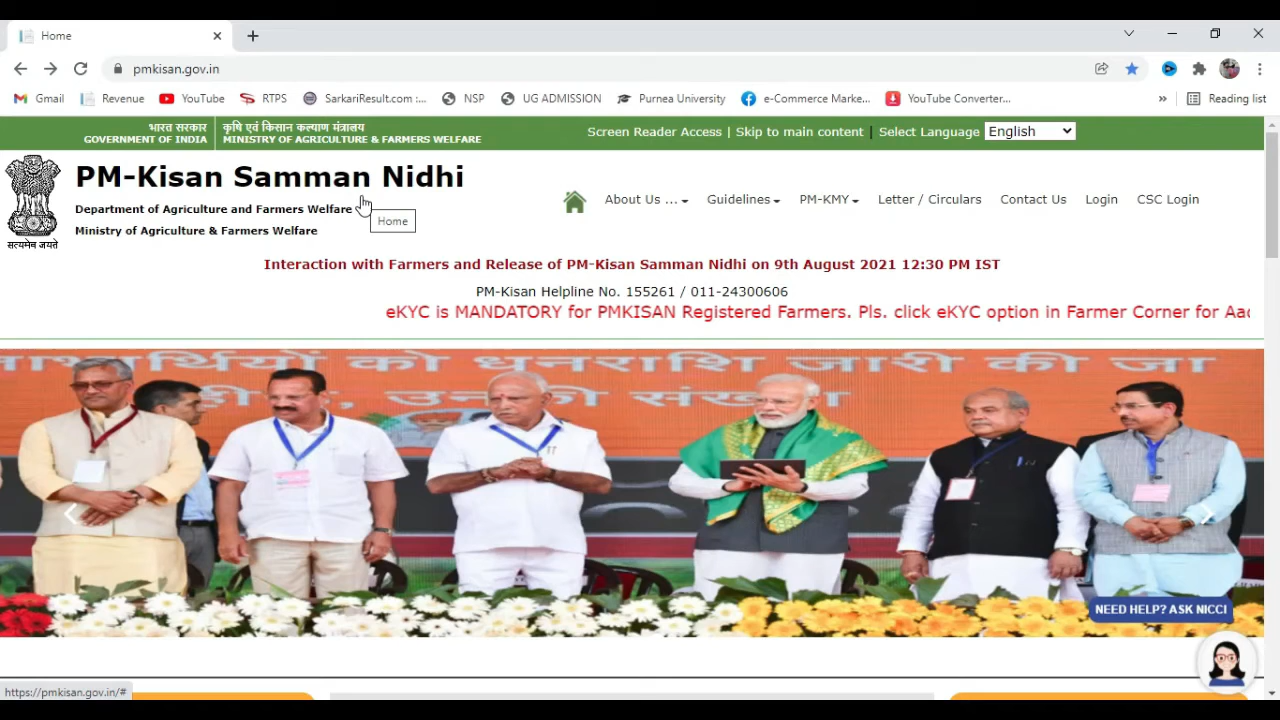 Home
pmkisan.gov.in
Gmail Revenue YouTube RTPS SarkariResult.com :... NSP UG ADMISSION Purnea University e-Commerce Marke... YouTube Converter... » Reading list
भारत सरकार कृषि एवं किसान कल्याण मंत्रालय
GOVERNMENT OF INDIA MINISTRY OF AGRICULTURE & FARMERS WELFARE
Screen Reader Access | Skip to main content | Select Language English
PM-Kisan Samman Nidhi
Department of Agriculture and Farmers Welfare
Ministry of Agriculture & Farmers Welfare
सत्यमेव जयते
Home
About Us ... Guidelines PM-KMY Letter / Circulars Contact Us Login CSC Login
Interaction with Farmers and Release of PM-Kisan Samman Nidhi on 9th August 2021 12:30 PM IST
PM-Kisan Helpline No. 155261 / 011-24300606
eKYC is MANDATORY for PMKISAN Registered Farmers. Pls. click eKYC option in Farmer Corner for Aad
को धनराशि जारी की जा
उनकी संख्या
NEED HELP? ASK NICCI
https://pmkisan.gov.in/#